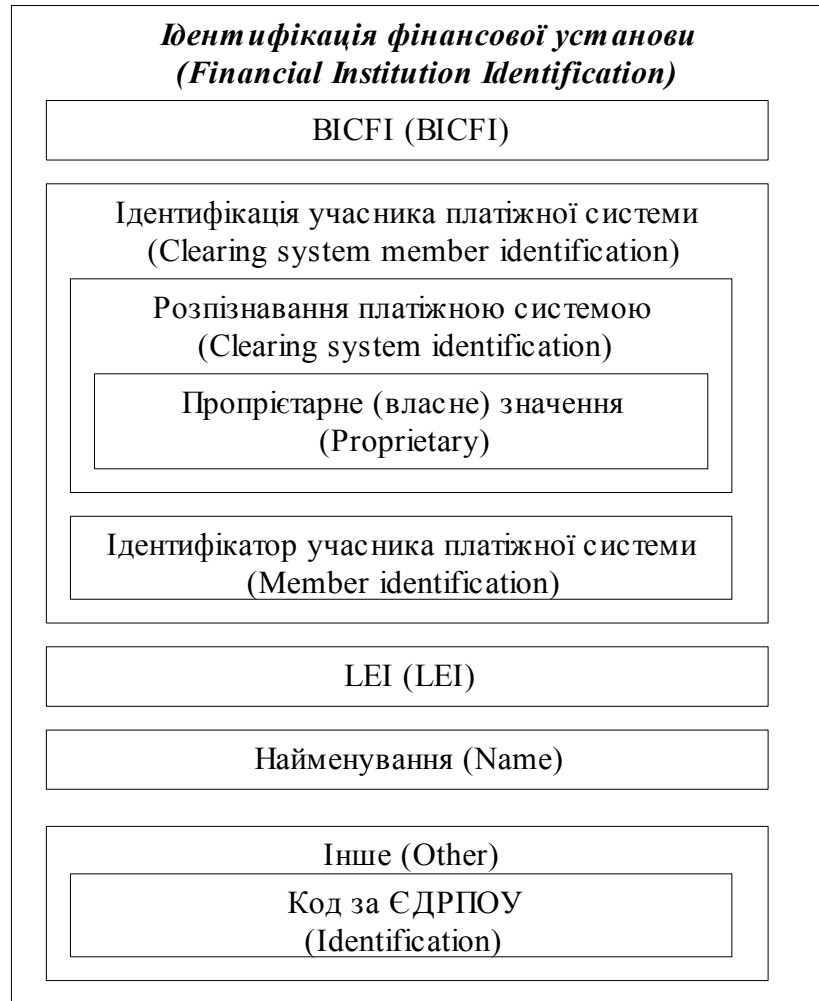 Ідентифікація фінансової установи
(Financial Institution Identification)
BICFI (BICFI)
Ідентифікація учасника платіжної системи
(Clearing system member identification)
Розпізнавання платіжною системою
(Clearing system identification)
Пропрієтарне (власне) значення
(Proprietary)
Ідентифікатор учасника платіжної системи
(Member identification)
LEI (LEI)
Найменування (Name)
Інше (Other)
Код за ЄДРПОУ
(Identification)